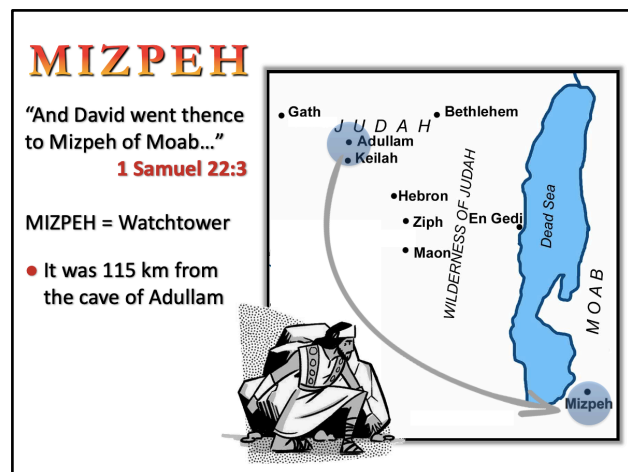 MIZPEH
“And David went thence
to Mizpeh of Moab…”
1 Samuel 22:3
MIZPEH = Watchtower
• It was 115 km from
the cave of Adullam
Gath
JUDAH
Bethlehem
Adullam
Keilah
Hebron
Ziph
Maon
WILDERNESS OF JUDAH
En Gedi
Dead Sea
MOAB
Mizpeh